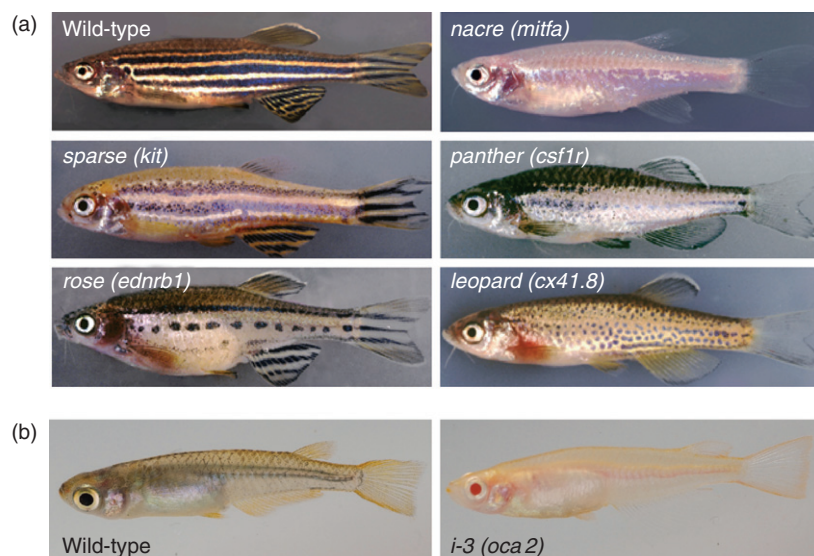 (a)
Wild-type
nacre (mitfa)
sparse (kit)
panther (csf1r)
rose (ednrb1)
leopard (cx41.8)
(b)
Wild-type
i-3 (oca2)